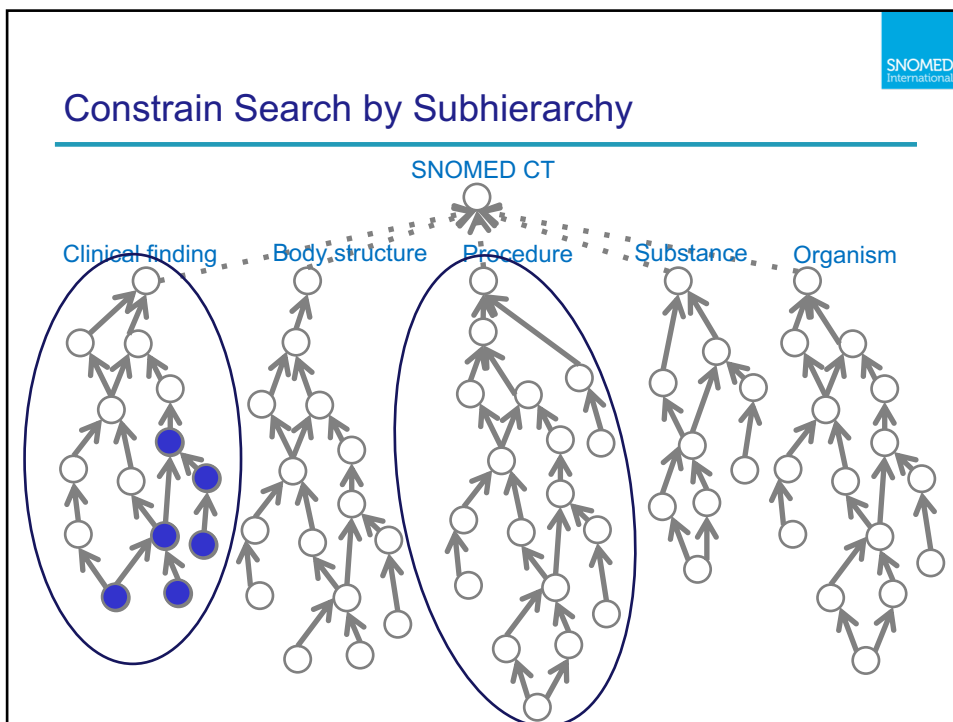 SNOMED
International
Constrain Search by Subhierarchy
SNOMED CT
Clinical finding
Body structure
Procedure
Substance
Organism